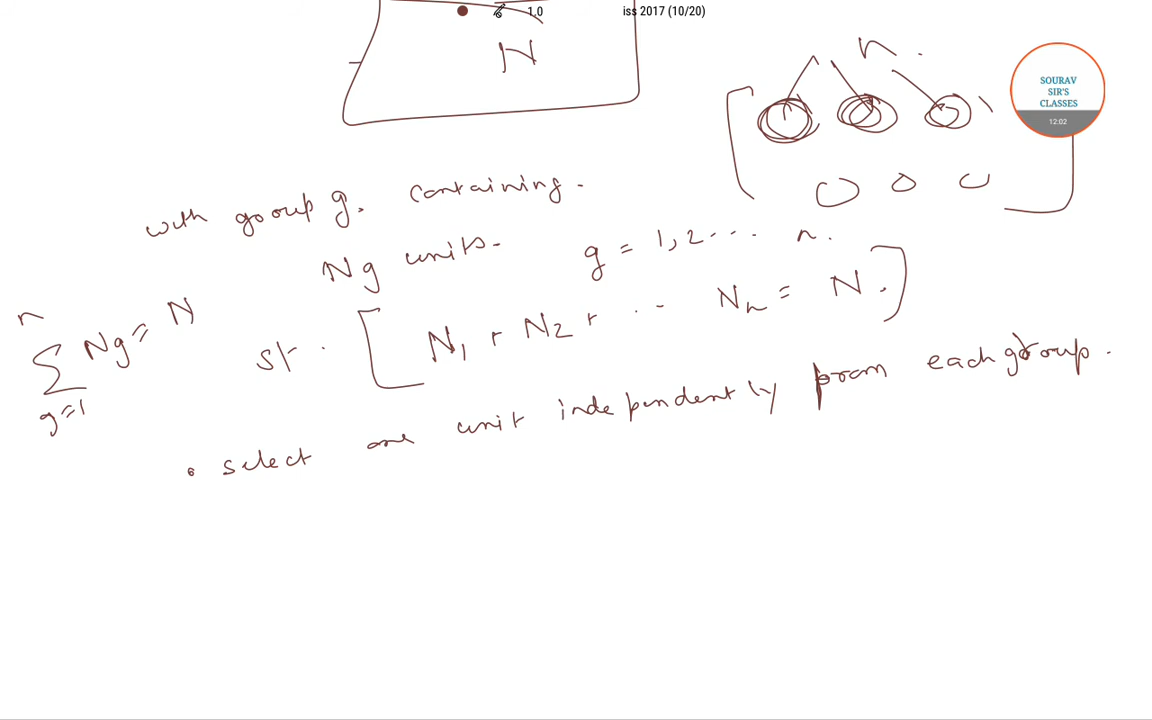 1.0 iss 2017 (10/20)
N
n.
SOURAV
SIR'S
CLASSES
12:02
with group g. containing.
Ng units. g = 1, 2 ... n.
st. [N1 + N2 + ... Nn = N.]
n
Σ Ng = N
g=1
• select one unit independently from each group.